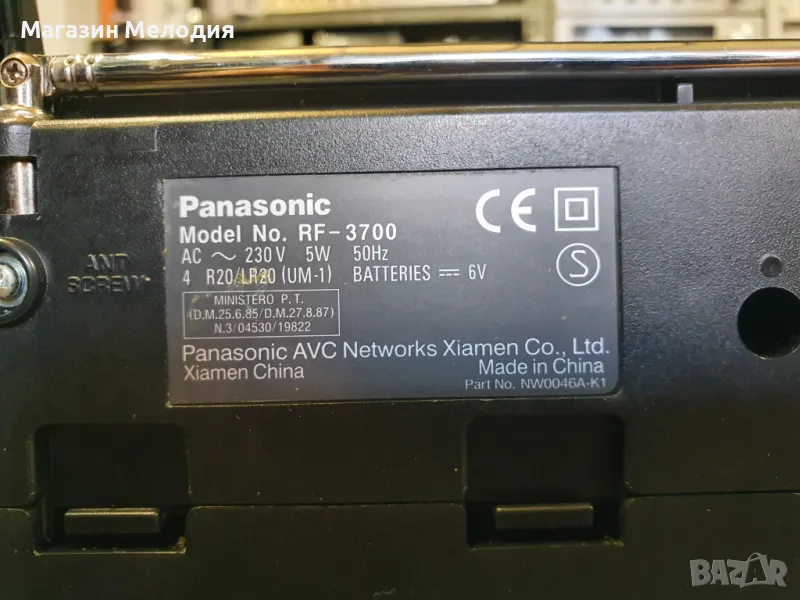 Магазин Мелодия
Panasonic
Model No. RF-3700
AC ~ 230V 5W 50Hz
4 R20/LR20 (UM-1) BATTERIES ⎓ 6V
CE
S
MINISTERO P.T.
(D.M.25.6.85/D.M.27.8.87)
N.3/04530/19822
Panasonic AVC Networks Xiamen Co., Ltd.
Xiamen China
Made in China
Part No. NW0046A-K1
ANT
SCREW
BAZAR